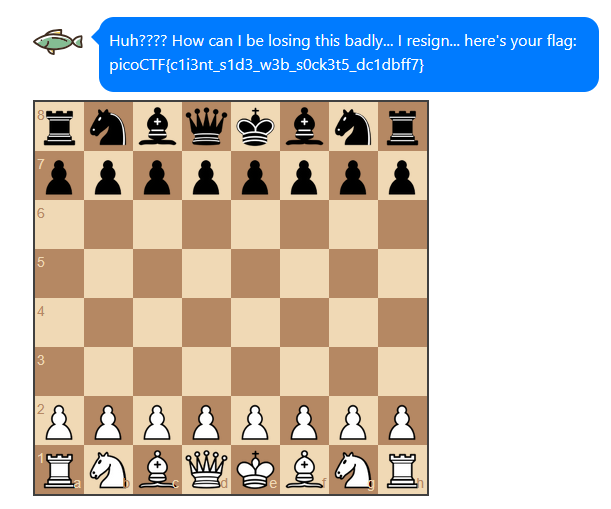 Huh???? How can I be losing this badly... I resign... here's your flag:
picoCTF{c1i3nt_s1d3_w3b_s0ck3t5_dc1dbff7}
8
7
6
5
4
3
2
1
a b c d e f g h